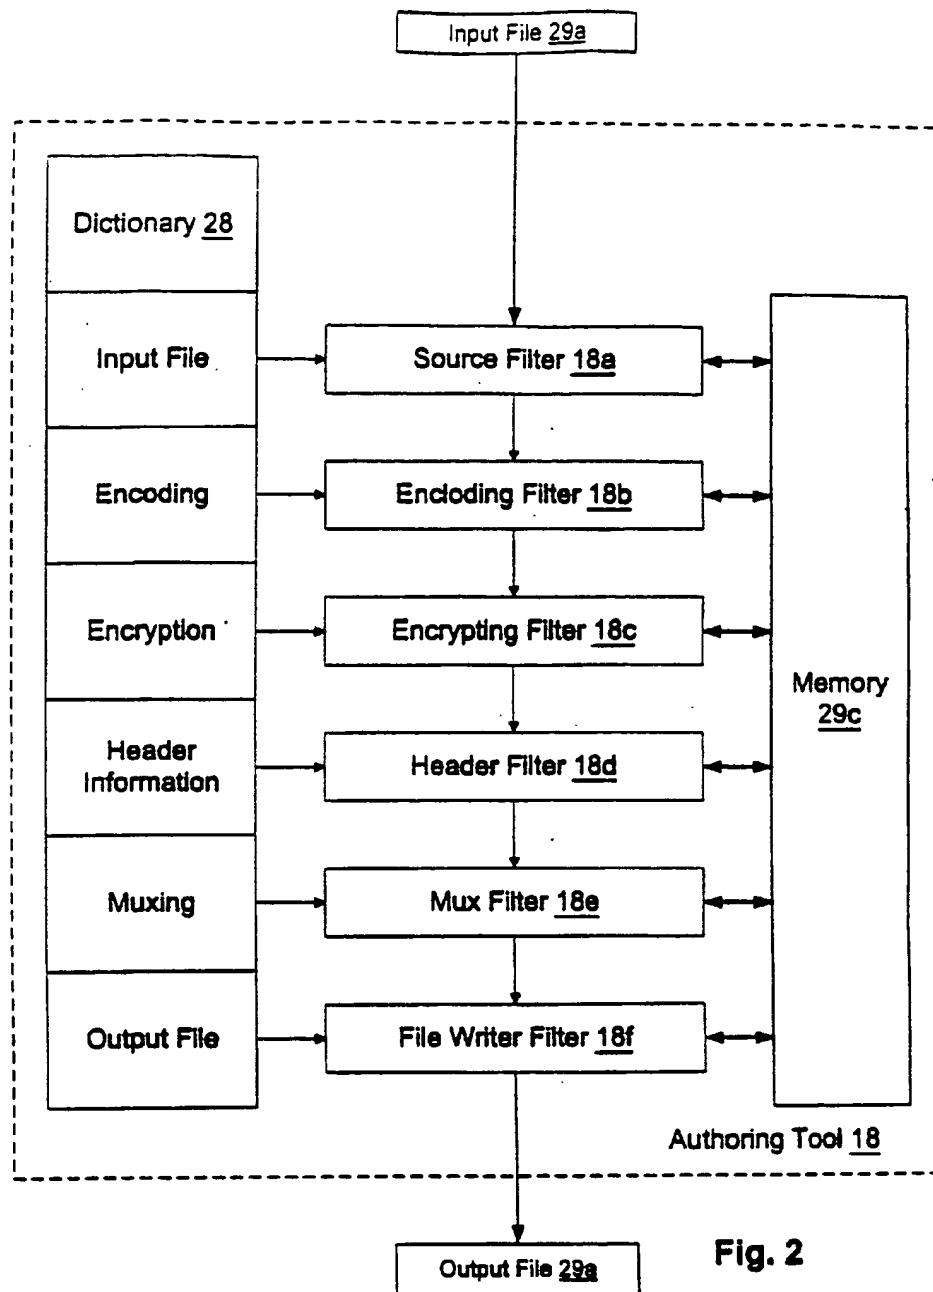 Input File 29a
Dictionary 28
Input File
Source Filter 18a
Encoding
Encloding Filter 18b
Encryption
Encrypting Filter 18c
Memory
29c
Header
Information
Header Filter 18d
Muxing
Mux Filter 18e
Output File
File Writer Filter 18f
Authoring Tool 18
Output File 29a
Fig. 2